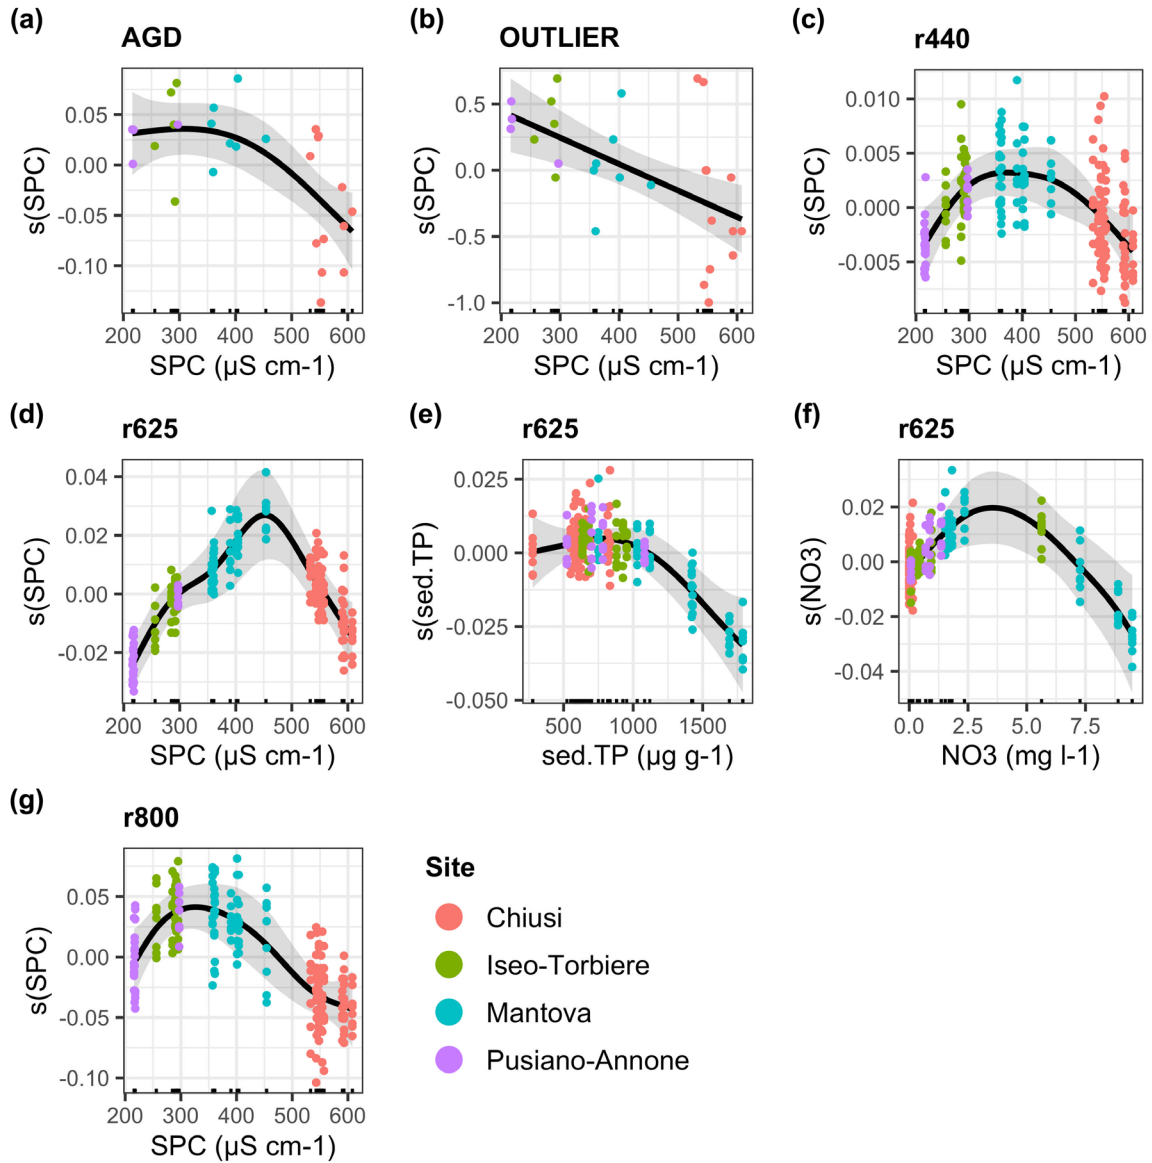 (a)
AGD
s(SPC)
0.05
0.00
-0.05
-0.10
200 300 400 500 600
SPC (µS cm-1)
(b)
OUTLIER
s(SPC)
0.5
0.0
-0.5
-1.0
200 300 400 500 600
SPC (µS cm-1)
(c)
r440
s(SPC)
0.010
0.005
0.000
-0.005
200 300 400 500 600
SPC (µS cm-1)
(d)
r625
s(SPC)
0.04
0.02
0.00
-0.02
200 300 400 500 600
SPC (µS cm-1)
(e)
r625
s(sed.TP)
0.025
0.000
-0.025
-0.050
500 1000 1500
sed.TP (µg g-1)
(f)
r625
s(NO3)
0.02
0.00
-0.02
-0.04
0.0 2.5 5.0 7.5
NO3 (mg l-1)
(g)
r800
s(SPC)
0.05
0.00
-0.05
-0.10
200 300 400 500 600
SPC (µS cm-1)
Site
Chiusi
Iseo-Torbiere
Mantova
Pusiano-Annone